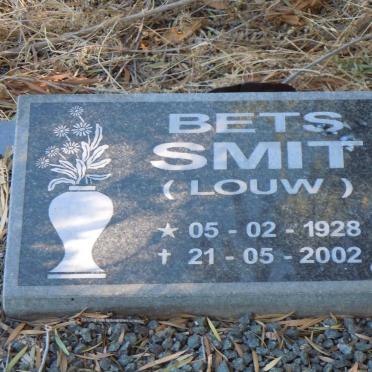 BETS
SMIT
( LOUW )
★ 05 - 02 - 1928
✝ 21 - 05 - 2002